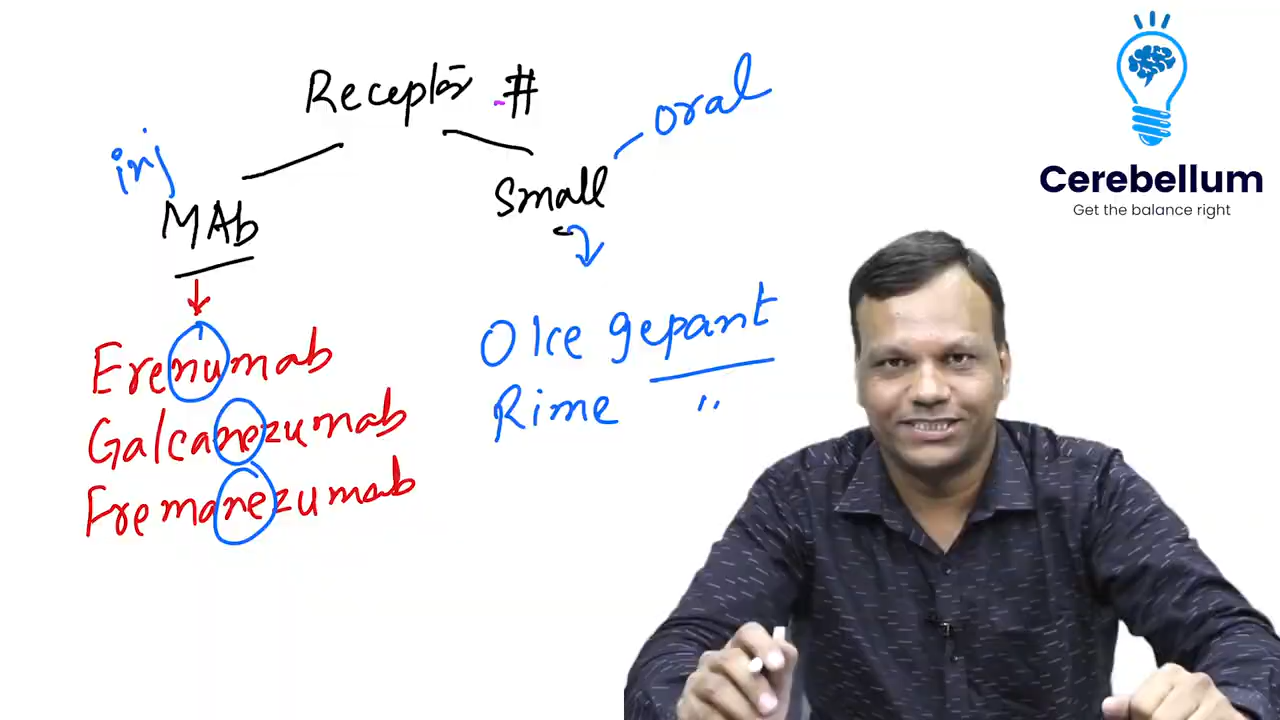 Receptor #
inj
oral
MAb
Small
Erenumab
Galcanezumab
Fremanezumab
Olcegepant
Rime "
Cerebellum
Get the balance right